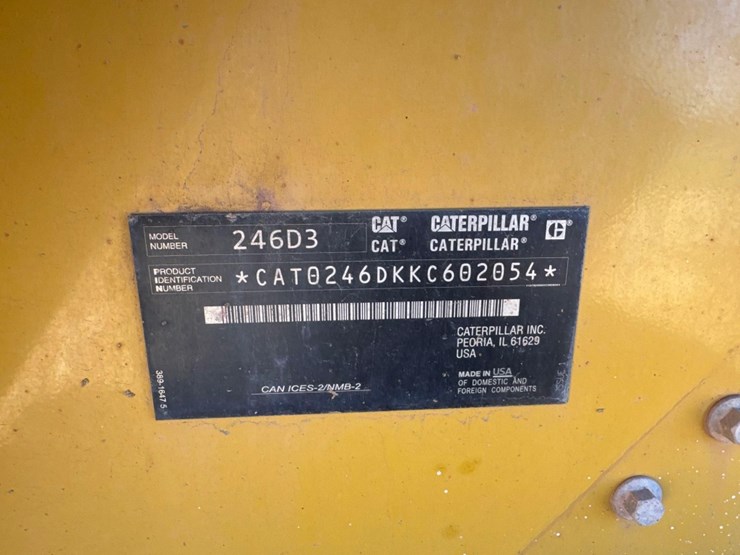 MODEL
NUMBER
246D3
CAT® CATERPILLAR®
CAT® CATERPILLAR®
PRODUCT
IDENTIFICATION
NUMBER
*CAT0246DKKC602054*
CATERPILLAR INC.
PEORIA, IL 61629
USA
MADE IN USA
OF DOMESTIC AND
FOREIGN COMPONENTS
CAN ICES-2/NMB-2
369-1647 5